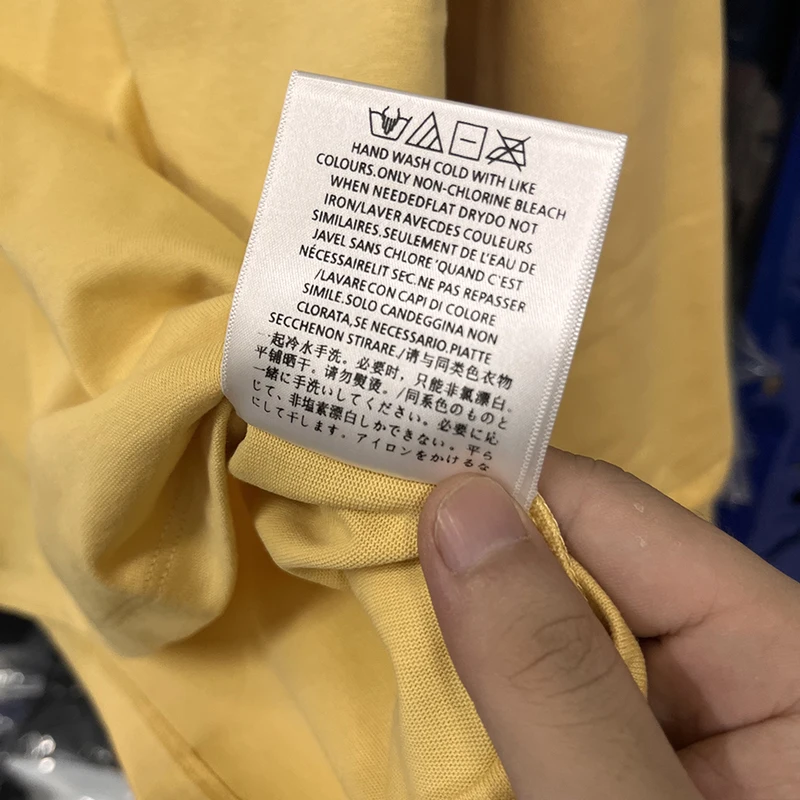 HAND WASH COLD WITH LIKE
COLOURS.ONLY NON-CHLORINE BLEACH
WHEN NEEDEDFLAT DRYDO NOT
IRON/LAVER AVECDES COULEURS
SIMILAIRES.SEULEMENT DE L'EAU DE
JAVEL SANS CHLORE 'QUAND C'EST
NÉCESSAIRELIT SEC.NE PAS REPASSER
/LAVARE CON CAPI DI COLORE
SIMILE.SOLO CANDEGGINA NON
CLORATA,SE NECESSARIO.PIATTE
SECCHENON STIRARE./请与同类色衣物
一起冷水手洗。必要时,只能非氯漂白。
平铺晒干。请勿熨烫。/同系色のものと
一緒に手洗いしてください。必要に応
じて、非塩素漂白しかできない。平ら
にして干します。アイロンをかけるな